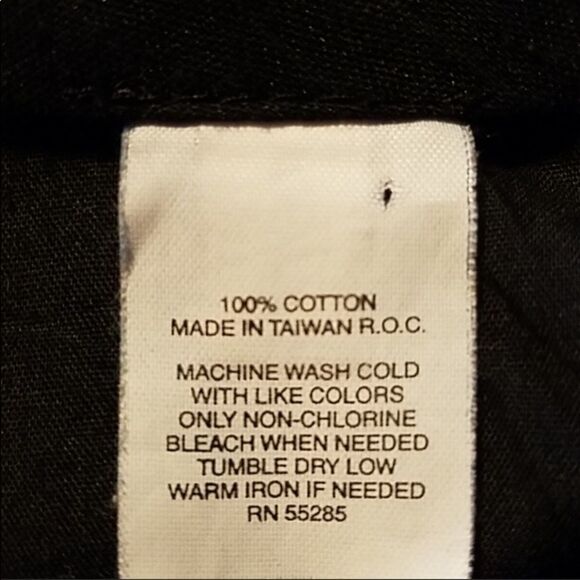 100% COTTON
MADE IN TAIWAN R.O.C.
MACHINE WASH COLD
WITH LIKE COLORS
ONLY NON-CHLORINE
BLEACH WHEN NEEDED
TUMBLE DRY LOW
WARM IRON IF NEEDED
RN 55285